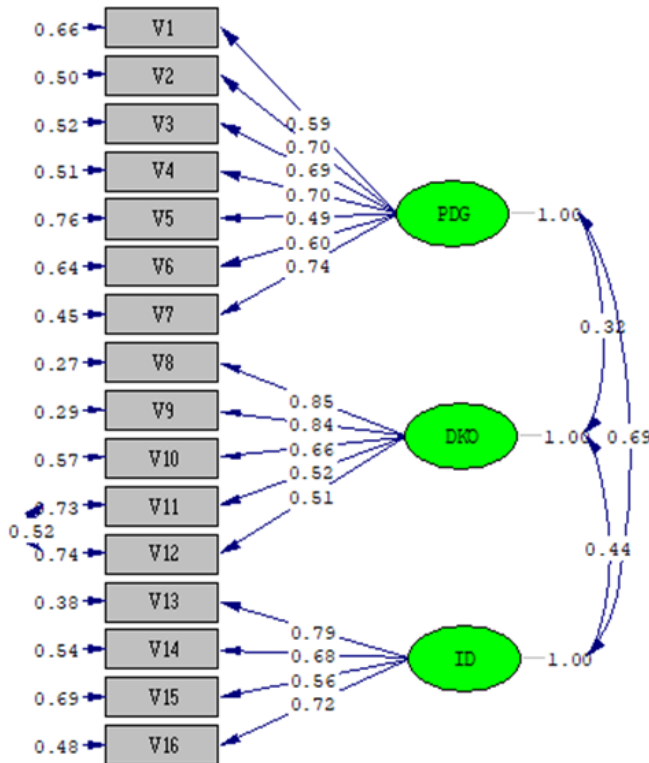 0.66 V1
0.50 V2
0.52 V3
0.59
0.70
0.51 V4
0.69
0.70
0.76 V5
0.49
PDG 1.00
0.64 V6
0.60
0.74
0.45 V7
0.32
0.27 V8
0.85
0.29 V9
0.84
DKO 1.00 0.69
0.57 V10
0.66
0.52
0.73 V11
0.51
0.52
0.74 V12
0.44
0.38 V13
0.79
0.54 V14
0.68
ID 1.00
0.69 V15
0.56
0.72
0.48 V16